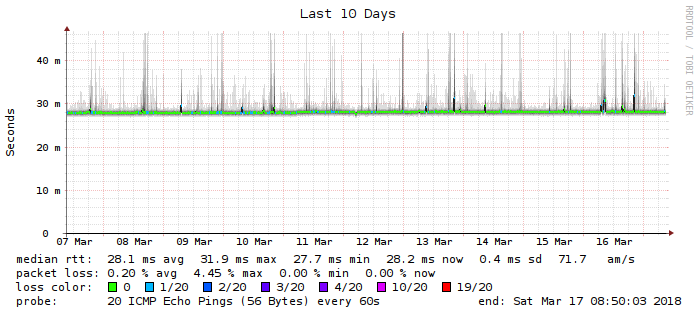 Last 10 Days
RRDTOOL / TOBI OETIKER
Seconds
40 m
30 m
20 m
10 m
0
07 Mar 08 Mar 09 Mar 10 Mar 11 Mar 12 Mar 13 Mar 14 Mar 15 Mar 16 Mar
median rtt: 28.1 ms avg 31.9 ms max 27.7 ms min 28.2 ms now 0.4 ms sd 71.7 am/s
packet loss: 0.20 % avg 4.45 % max 0.00 % min 0.00 % now
loss color: 0 1/20 2/20 3/20 4/20 10/20 19/20
probe: 20 ICMP Echo Pings (56 Bytes) every 60s end: Sat Mar 17 08:50:03 2018